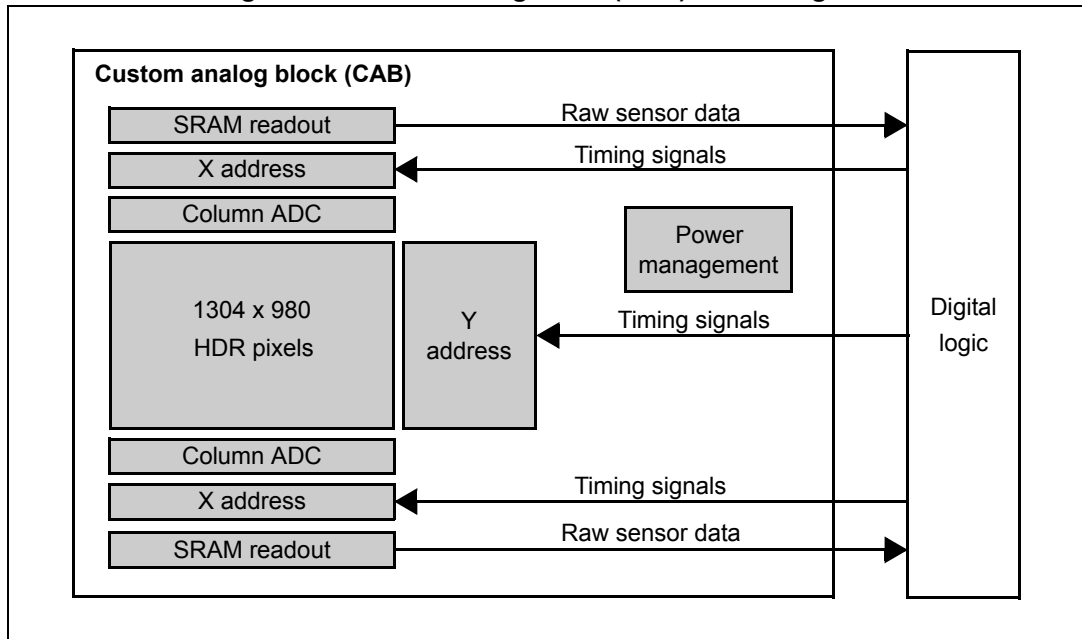 Custom analog block (CAB)
SRAM readout
Raw sensor data
X address
Timing signals
Column ADC
Power
management
1304 x 980
HDR pixels
Y
address
Timing signals
Digital
logic
Column ADC
X address
Timing signals
SRAM readout
Raw sensor data